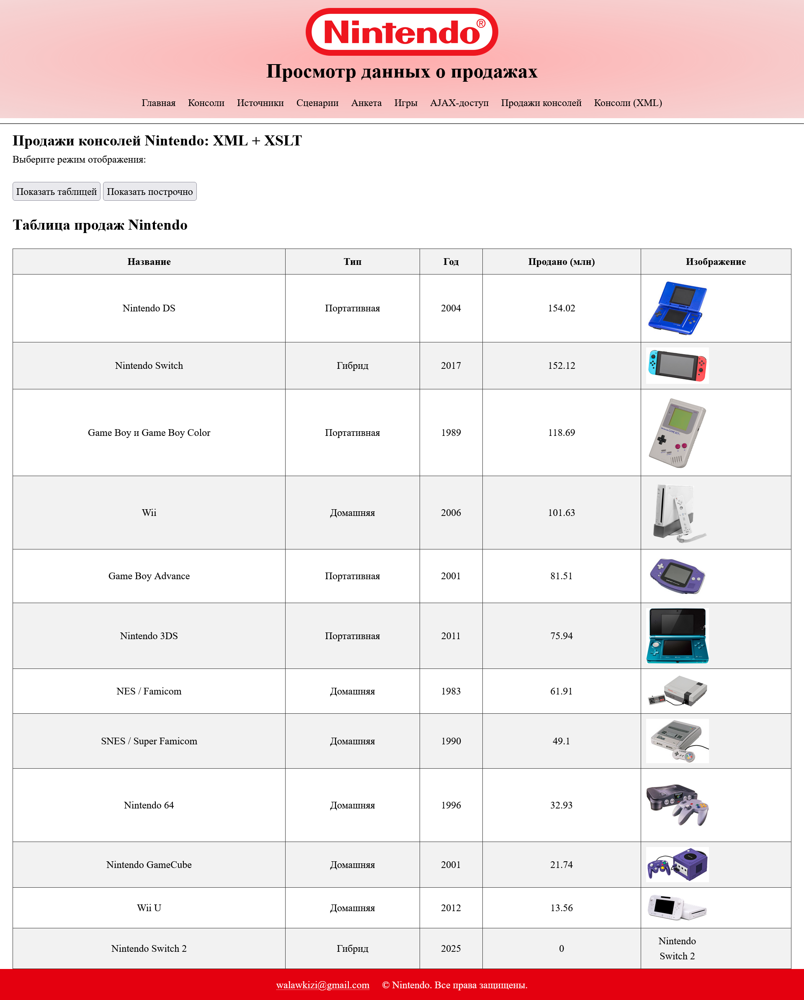 Nintendo®
Просмотр данных о продажах
Главная Консоли Источники Сценарии Анкета Игры AJAX-доступ Продажи консолей Консоли (XML)
Продажи консолей Nintendo: XML + XSLT
Выберите режим отображения:
Показать таблицей Показать построчно
Таблица продаж Nintendo
Название Тип Год Продано (млн) Изображение
Nintendo DS Портативная 2004 154.02
Nintendo Switch Гибрид 2017 152.12
Game Boy и Game Boy Color Портативная 1989 118.69
Nintendo GAME BOY
Wii Домашняя 2006 101.63
Game Boy Advance Портативная 2001 81.51
Nintendo 3DS Портативная 2011 75.94
NES / Famicom Домашняя 1983 61.91
SNES / Super Famicom Домашняя 1990 49.1
Nintendo 64 Домашняя 1996 32.93
Nintendo GameCube Домашняя 2001 21.74
Wii U Домашняя 2012 13.56
Nintendo Switch 2 Гибрид 2025 0 Nintendo
Switch 2
walawkizi@gmail.com © Nintendo. Все права защищены.